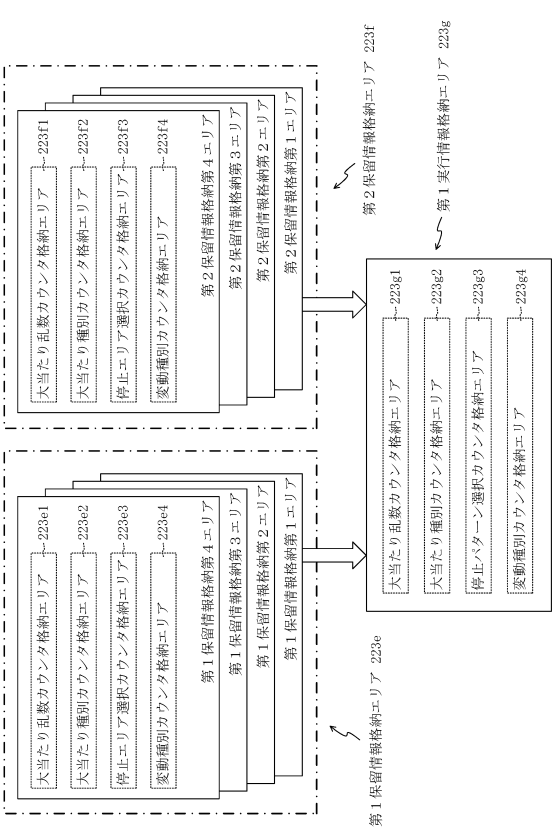 第1保留情報格納エリア 223e
大当たり乱数カウンタ格納エリア 223e1
大当たり種別カウンタ格納エリア 223e2
停止エリア選択カウンタ格納エリア 223e3
変動種別カウンタ格納エリア 223e4
第1保留情報格納第4エリア
第1保留情報格納第3エリア
第1保留情報格納第2エリア
第1保留情報格納第1エリア
第2保留情報格納エリア 223f
大当たり乱数カウンタ格納エリア 223f1
大当たり種別カウンタ格納エリア 223f2
停止エリア選択カウンタ格納エリア 223f3
変動種別カウンタ格納エリア 223f4
第2保留情報格納第4エリア
第2保留情報格納第3エリア
第2保留情報格納第2エリア
第2保留情報格納第1エリア
第1実行情報格納エリア 223g
大当たり乱数カウンタ格納エリア 223g1
大当たり種別カウンタ格納エリア 223g2
停止パターン選択カウンタ格納エリア 223g3
変動種別カウンタ格納エリア 223g4